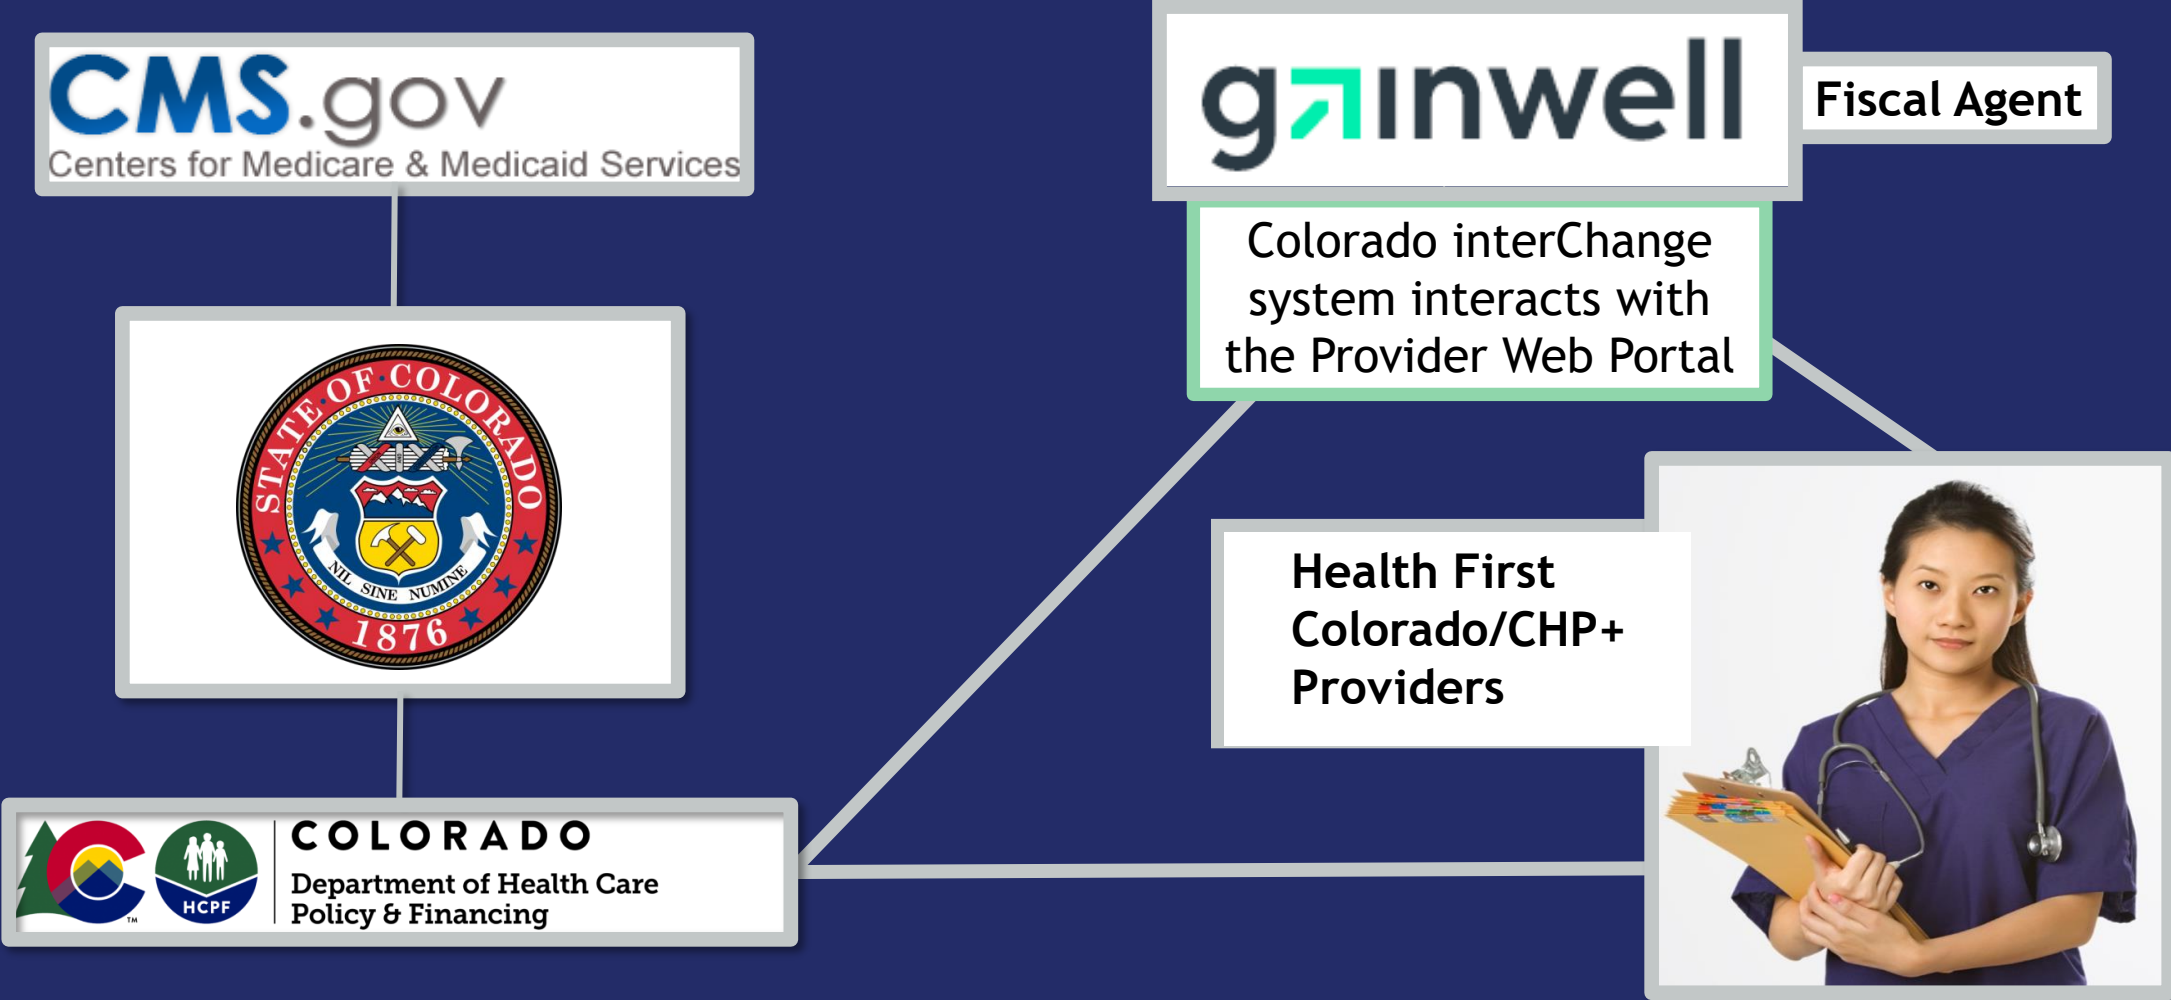 CMS.gov
Centers for Medicare & Medicaid Services
gainwell
Fiscal Agent
Colorado interChange
system interacts with
the Provider Web Portal
STATE OF COLORADO
NIL SINE NUMINE
1876
Health First
Colorado/CHP+
Providers
HCPF
TM
COLORADO
Department of Health Care
Policy & Financing